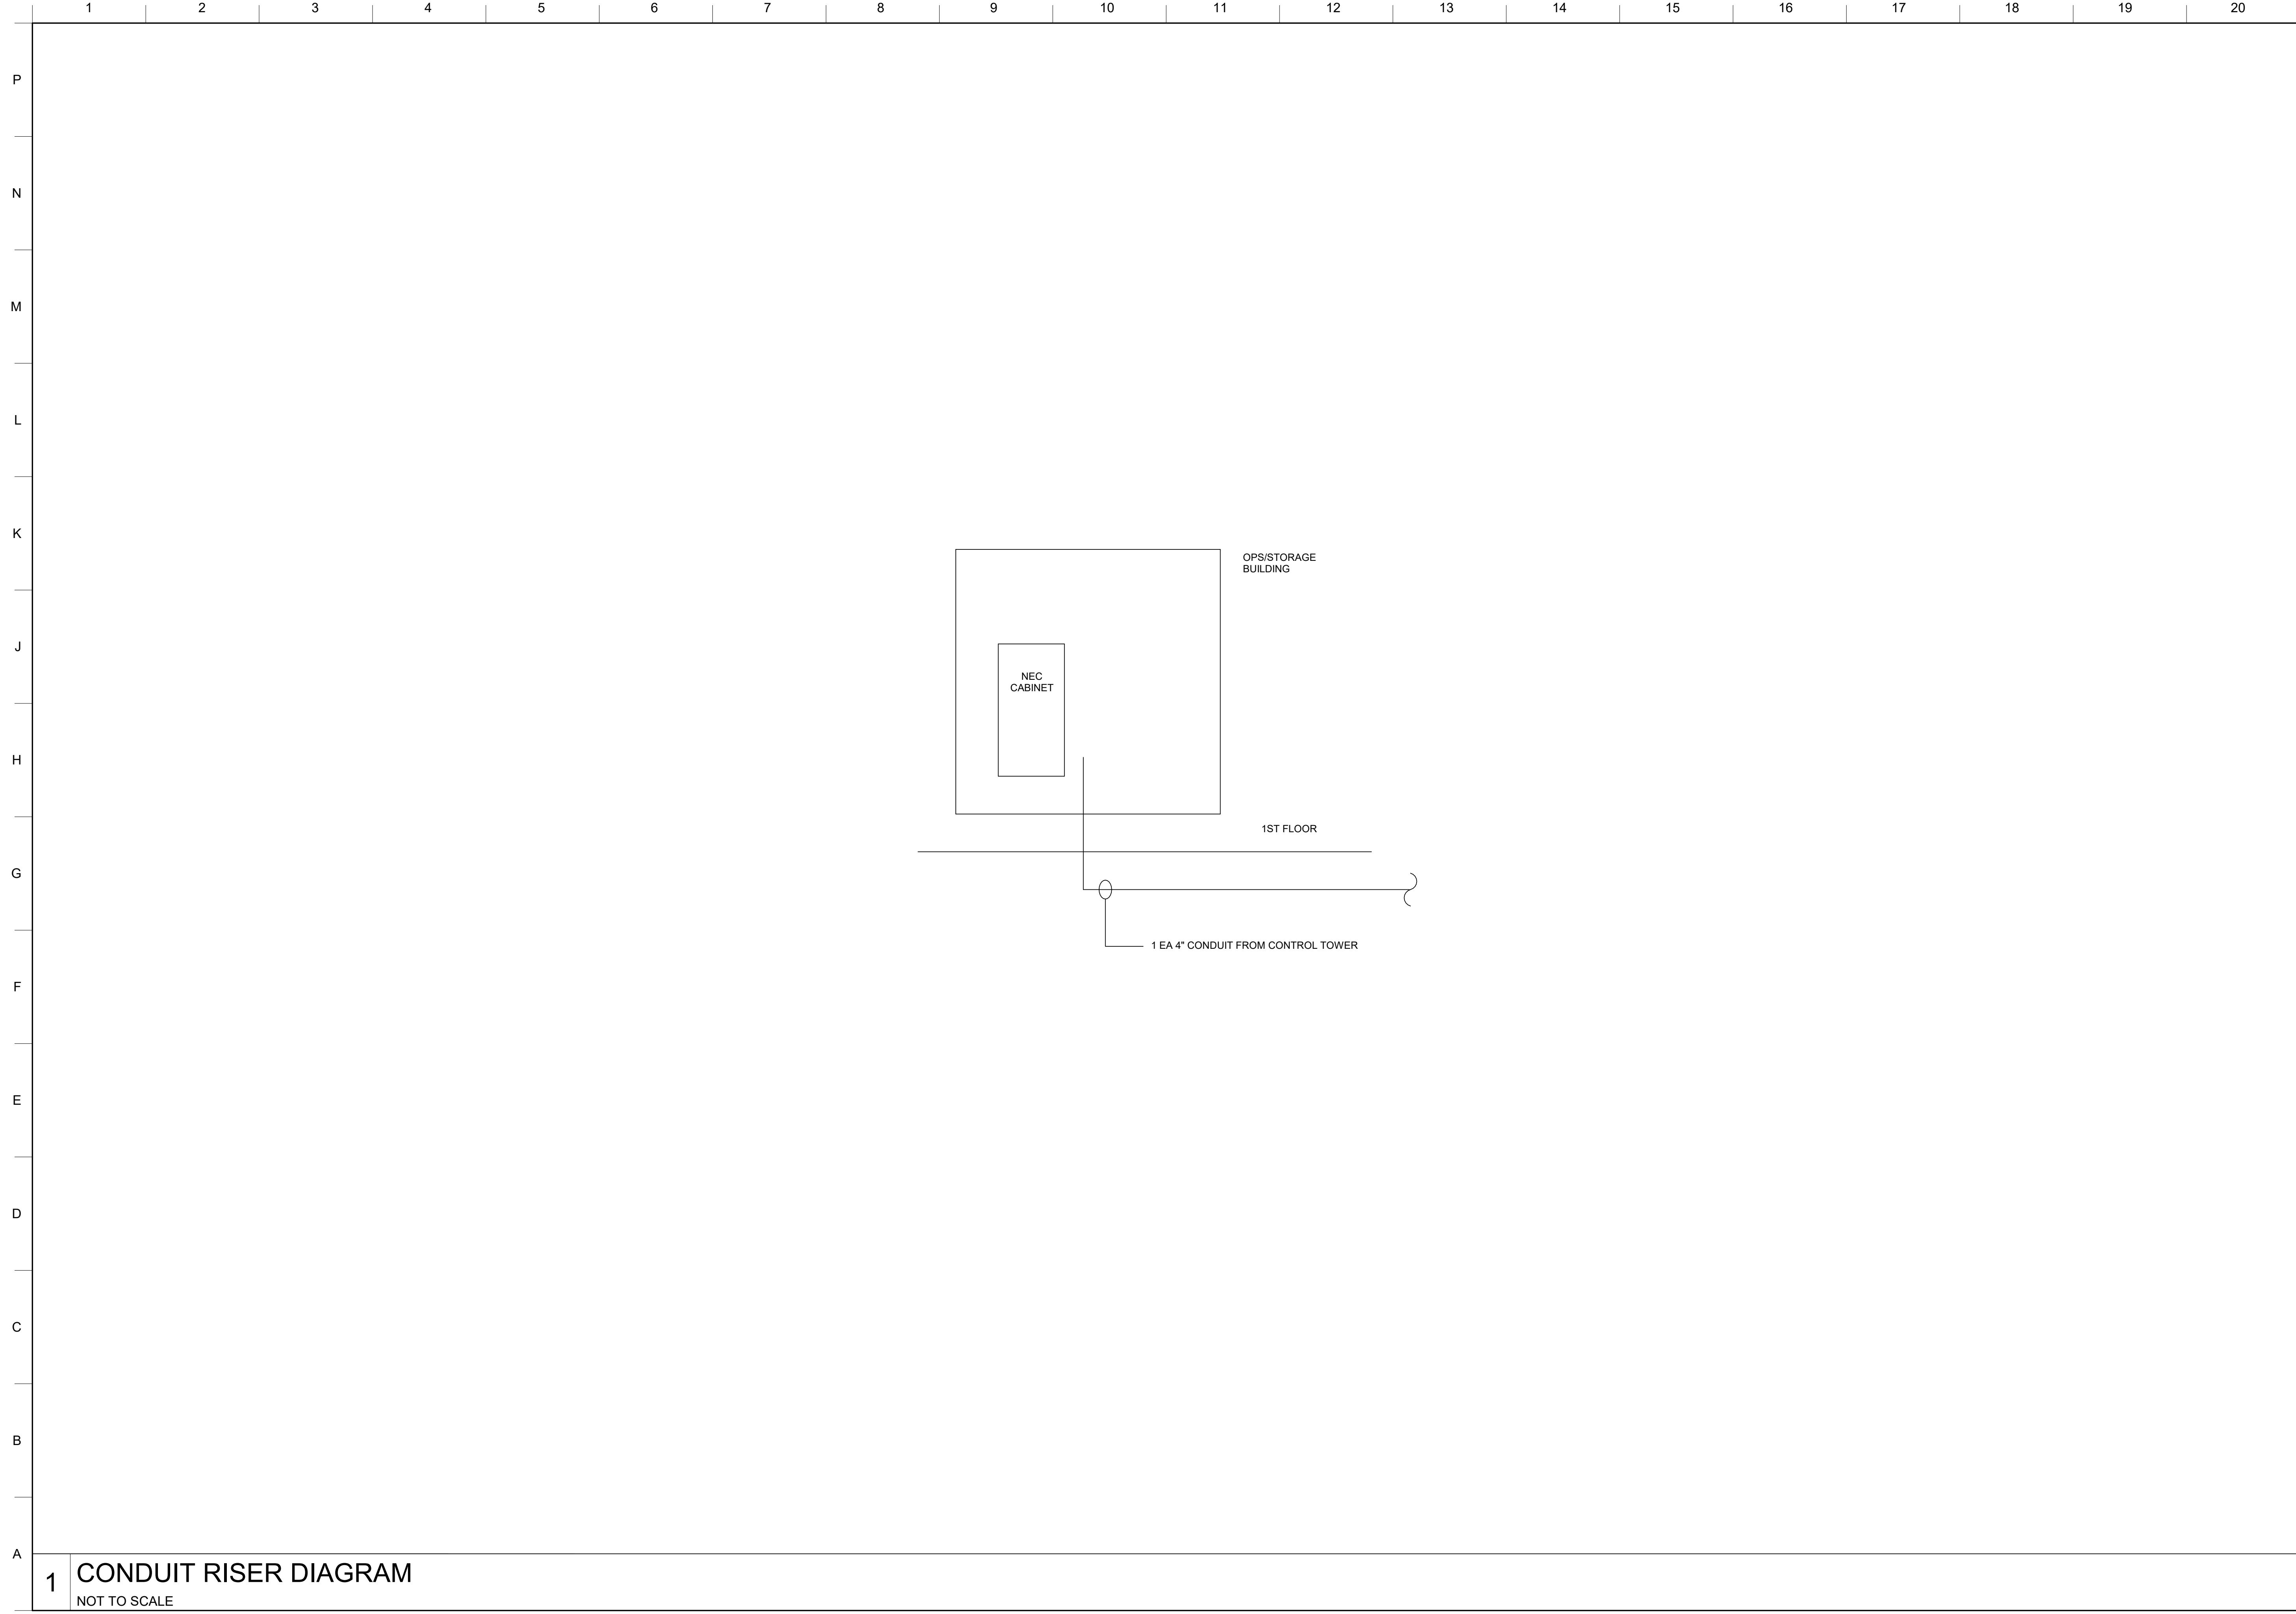 1 2 3 4 5 6 7 8 9 10 11 12 13 14 15 16 17 18 19 20
P
N
M
L
K
J
H
G
F
E
D
C
B
A
OPS/STORAGE
BUILDING
NEC
CABINET
1ST FLOOR
1 EA 4" CONDUIT FROM CONTROL TOWER
1 CONDUIT RISER DIAGRAM
NOT TO SCALE